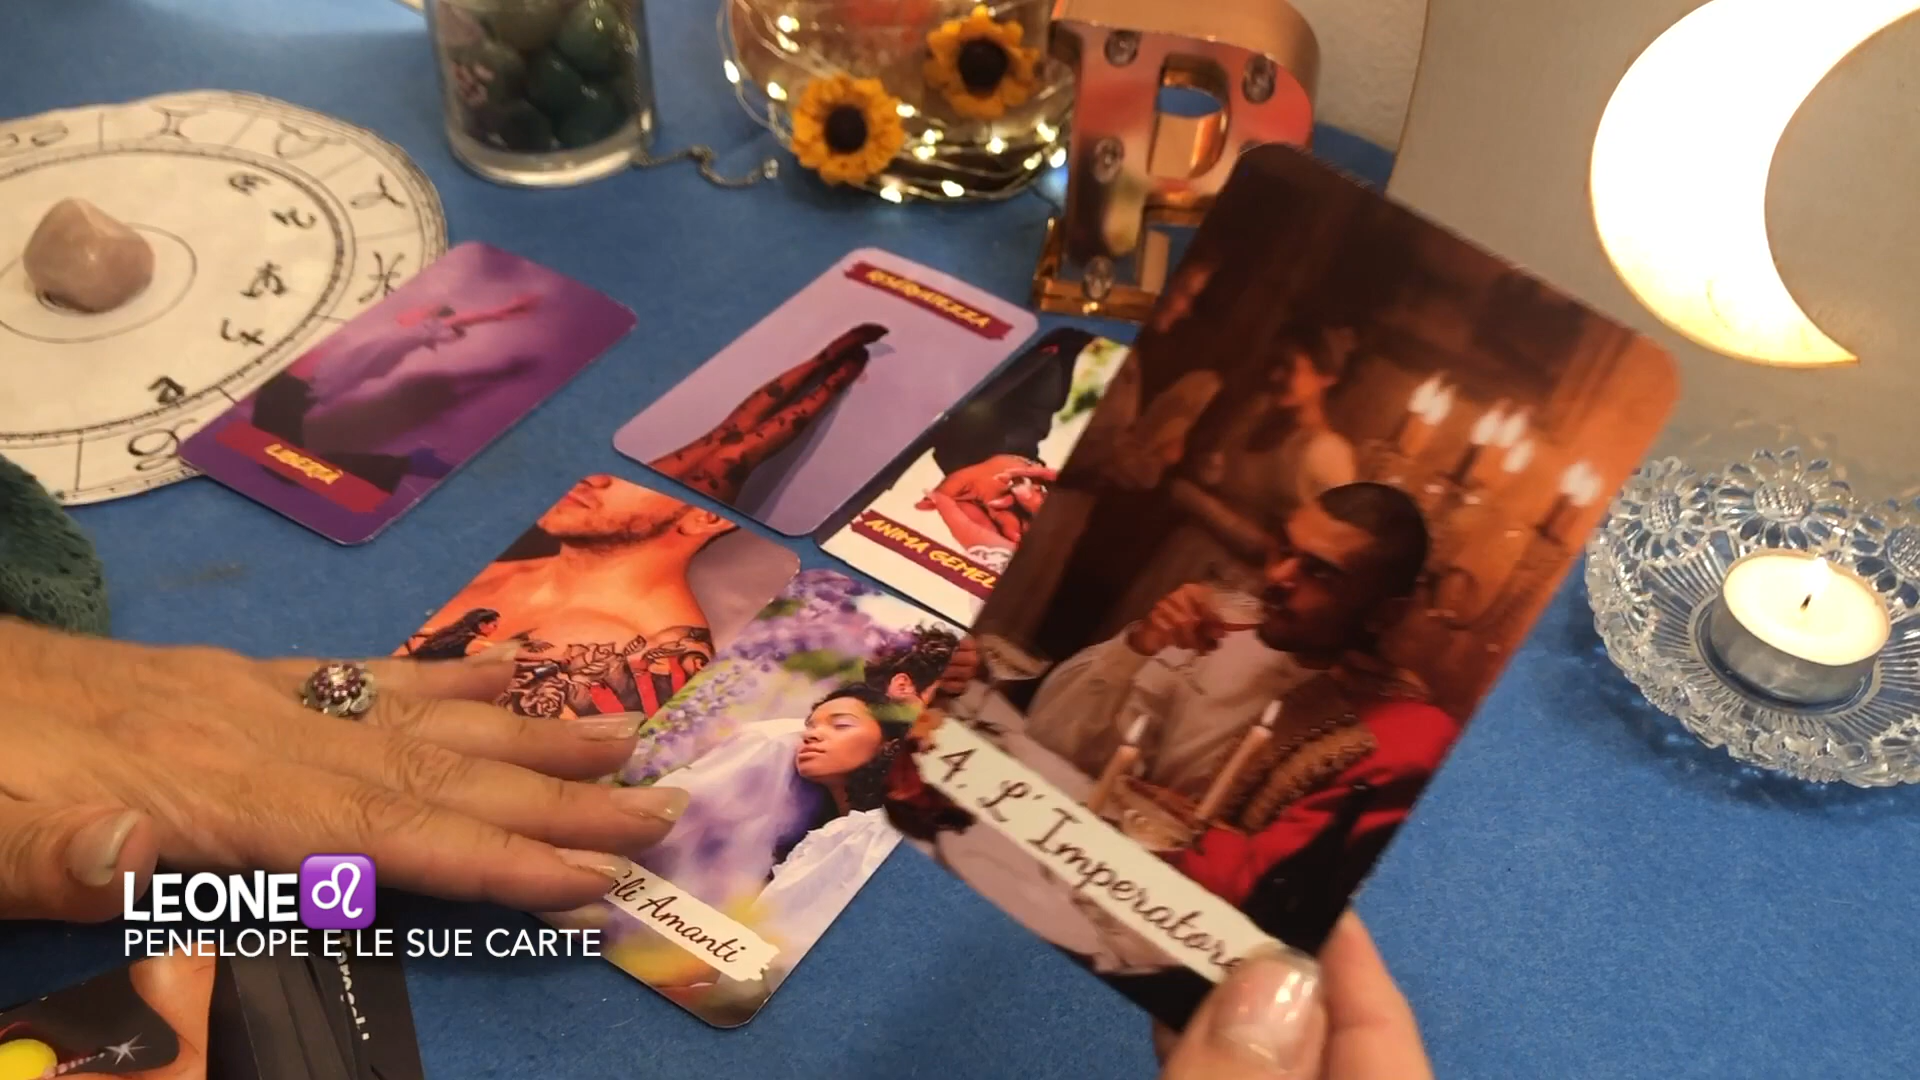 P
RISERVATEZZA
LIBERTÀ
ANIMA GEMEL
4. L' Imperatore
gli Amanti
LEONE♌
PENELOPE E LE SUE CARTE